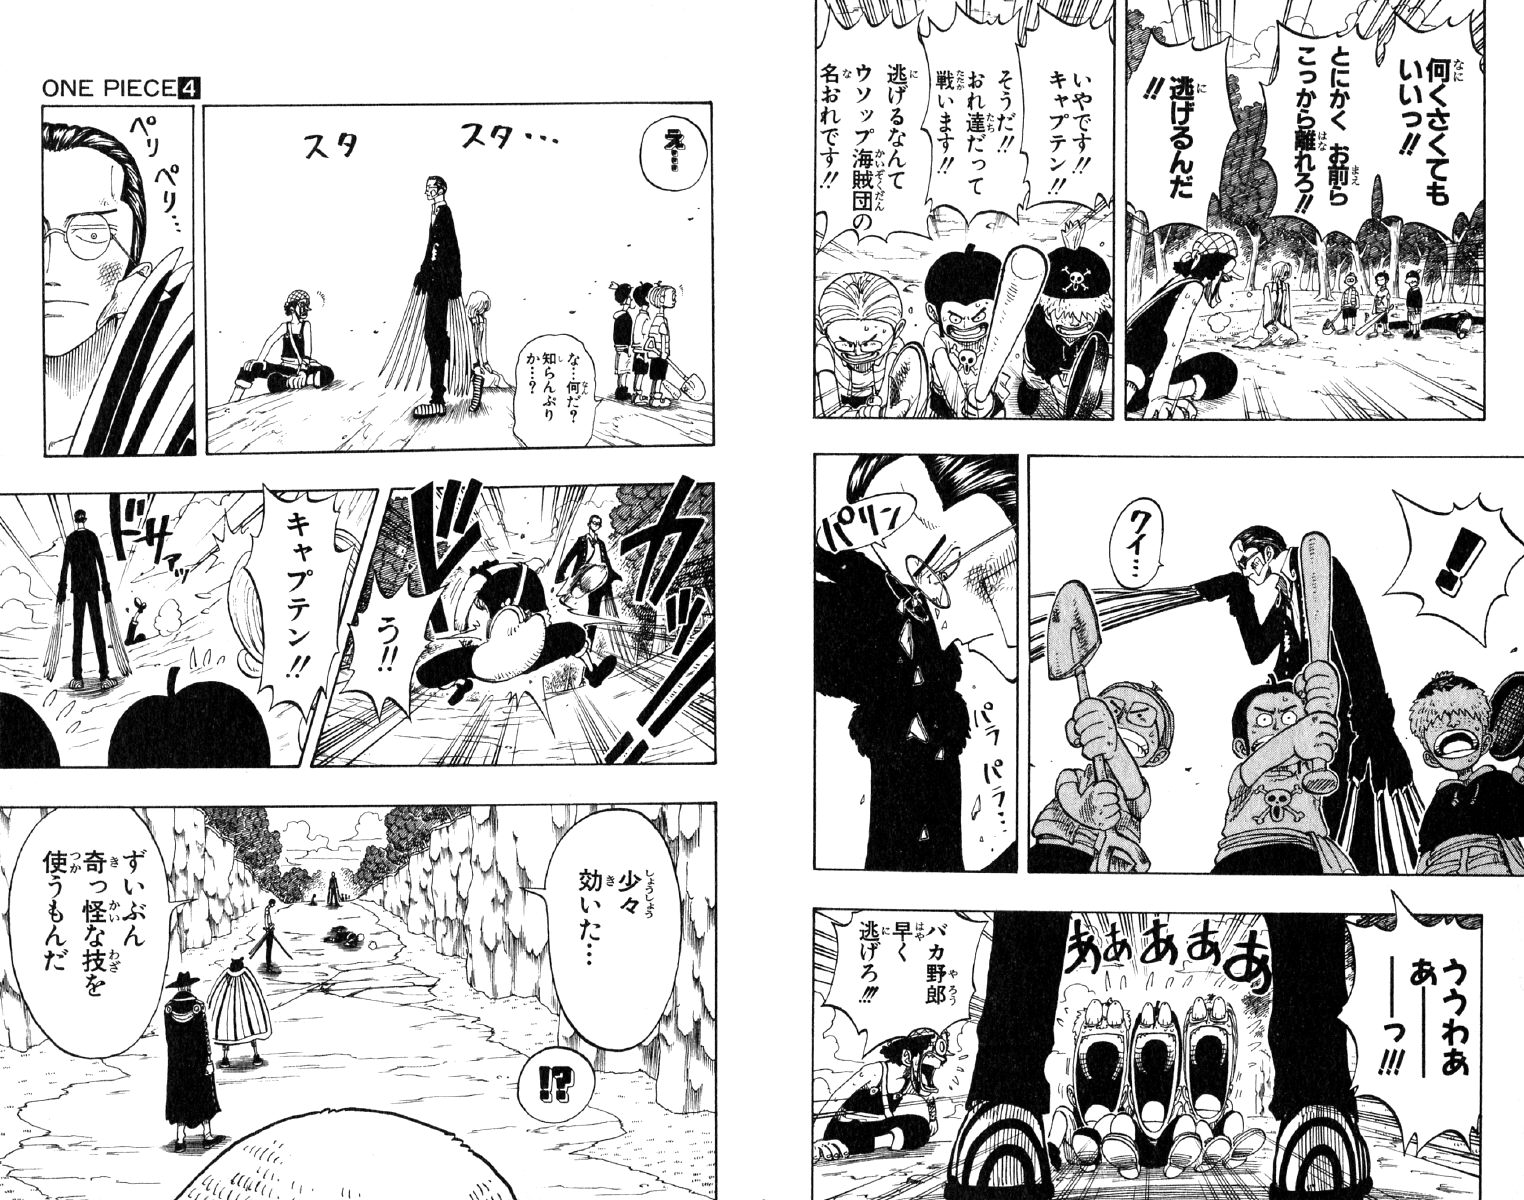 何くさくても
いいっ!!
とにかく お前ら
こっから離れろ!!
逃げるんだ
!!
いやです!!
キャプテン!!
そうだ!!
おれ達だって
戦います!!
逃げるなんて
ウソップ海賊団の
名おれです!!
!!
クイ…
パリン
パラ
パラ…
ううわあ
あ――
――っ!!!
あぁぁぁぁ
バカ野郎
早く
逃げろ!!!
ONE PIECE 4
え…
スタ…
スタ
な…何だ?
知らんぷり
か…?
ペリ
ペリ…
ガ
う!!
キャプテン!!
ドサァッ
少々
効いた…
ずいぶん
奇っ怪な技を
使うもんだ
!?